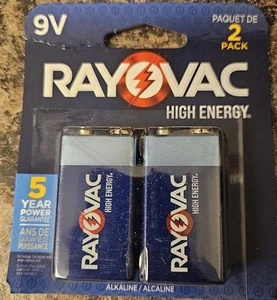 9V
PAQUET DE
2
PACK
RAYOVAC
HIGH ENERGY®
5
YEAR
POWER
GUARANTEE
ANS DE
GARANTIE DE
PUISSANCE
RAYOVAC
HIGH ENERGY
RAYOVAC
HIGH ENERGY
ALKALINE / ALCALINE